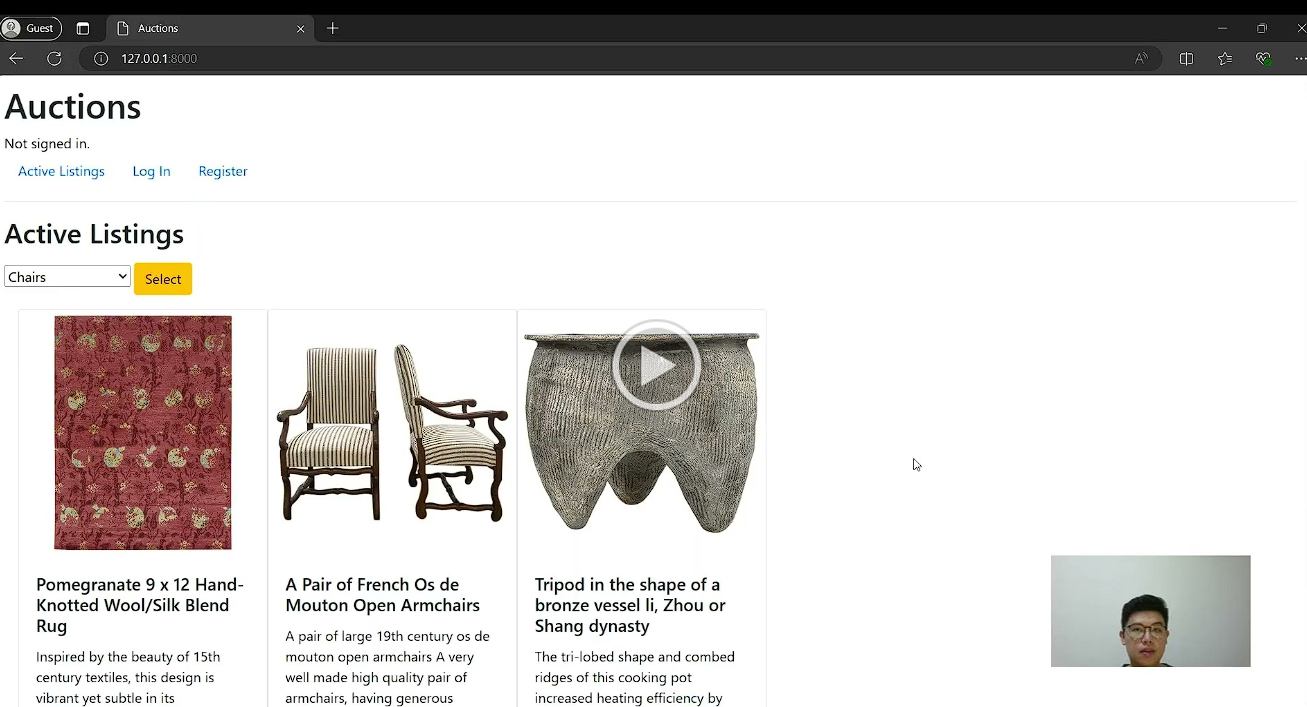 Guest
Auctions
127.0.0.1:8000
Auctions
Not signed in.
Active Listings Log In Register
Active Listings
Chairs Select
Pomegranate 9 x 12 Hand-
Knotted Wool/Silk Blend
Rug
Inspired by the beauty of 15th
century textiles, this design is
vibrant yet subtle in its
A Pair of French Os de
Mouton Open Armchairs
A pair of large 19th century os de
mouton open armchairs A very
well made high quality pair of
armchairs, having generous
Tripod in the shape of a
bronze vessel li, Zhou or
Shang dynasty
The tri-lobed shape and combed
ridges of this cooking pot
increased heating efficiency by